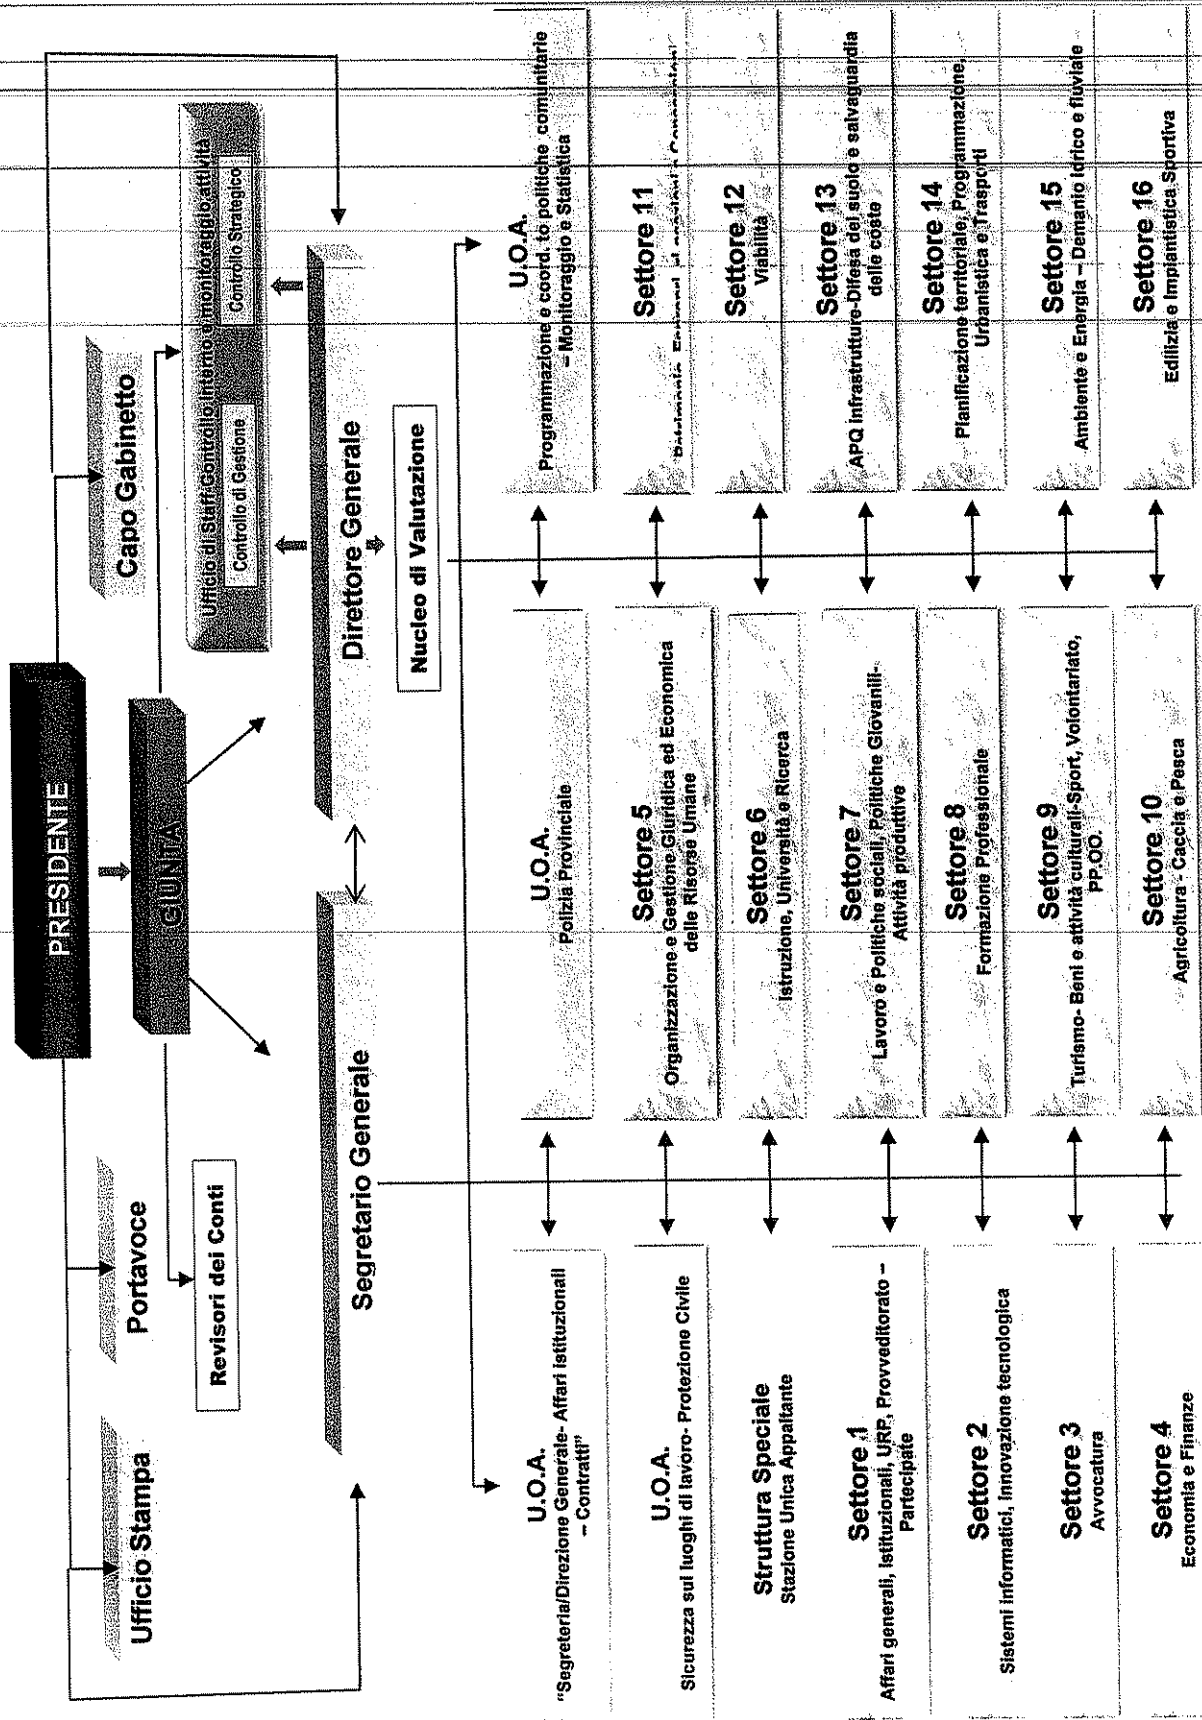 PRESIDENTE
GIUNTA
Ufficio Stampa
Portavoce
Capo Gabinetto
Revisori dei Conti
Ufficio di Staff Controllo Interno e monitoraggio attività
Controllo di Gestione
Controllo Strategico
Segretario Generale
Direttore Generale
Nucleo di Valutazione
U.O.A.
"Segreteria/Direzione Generale- Affari istituzionali
– Contratti"
U.O.A.
Sicurezza sui luoghi di lavoro- Protezione Civile
Struttura Speciale
Stazione Unica Appaltante
Settore 1
Affari generali, Istituzionali, URP, Provveditorato –
Partecipate
Settore 2
Sistemi informatici, Innovazione tecnologica
Settore 3
Avvocatura
Settore 4
Economia e Finanze
U.O.A.
Polizia Provinciale
Settore 5
Organizzazione e Gestione Giuridica ed Economica
delle Risorse Umane
Settore 6
Istruzione, Università e Ricerca
Settore 7
Lavoro e Politiche sociali, Politiche Giovanili-
Attività produttive
Settore 8
Formazione Professionale
Settore 9
Turismo- Beni e attività culturali-Sport, Volontariato,
PP.OO.
Settore 10
Agricoltura - Caccia e Pesca
U.O.A.
Programmazione e coord. to politiche comunitarie
– Monitoraggio e Statistica
Settore 11
Settore 12
Viabilità
Settore 13
APQ Infrastrutture-Difesa del suolo e salvaguardia
delle coste
Settore 14
Pianificazione territoriale, Programmazione,
Urbanistica e Trasporti
Settore 15
Ambiente e Energia – Demanio idrico e fluviale
Settore 16
Edilizia e Impiantistica Sportiva